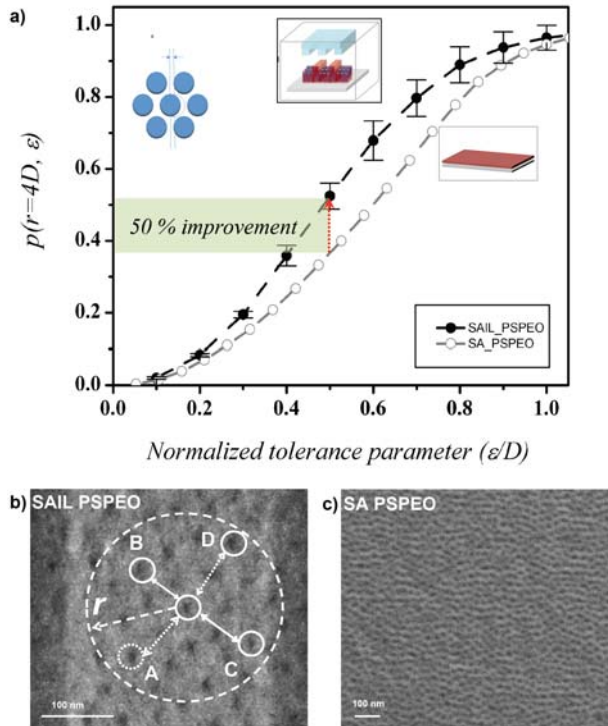 a)
p(r=4D, ε)
1.0
0.8
0.6
0.4
0.2
0.0
50 % improvement
SAIL_PSPEO
SA_PSPEO
0.2 0.4 0.6 0.8 1.0
Normalized tolerance parameter (ε/D)
b) SAIL PSPEO
B
D
r
A
C
100 nm
c) SA PSPEO
100 nm